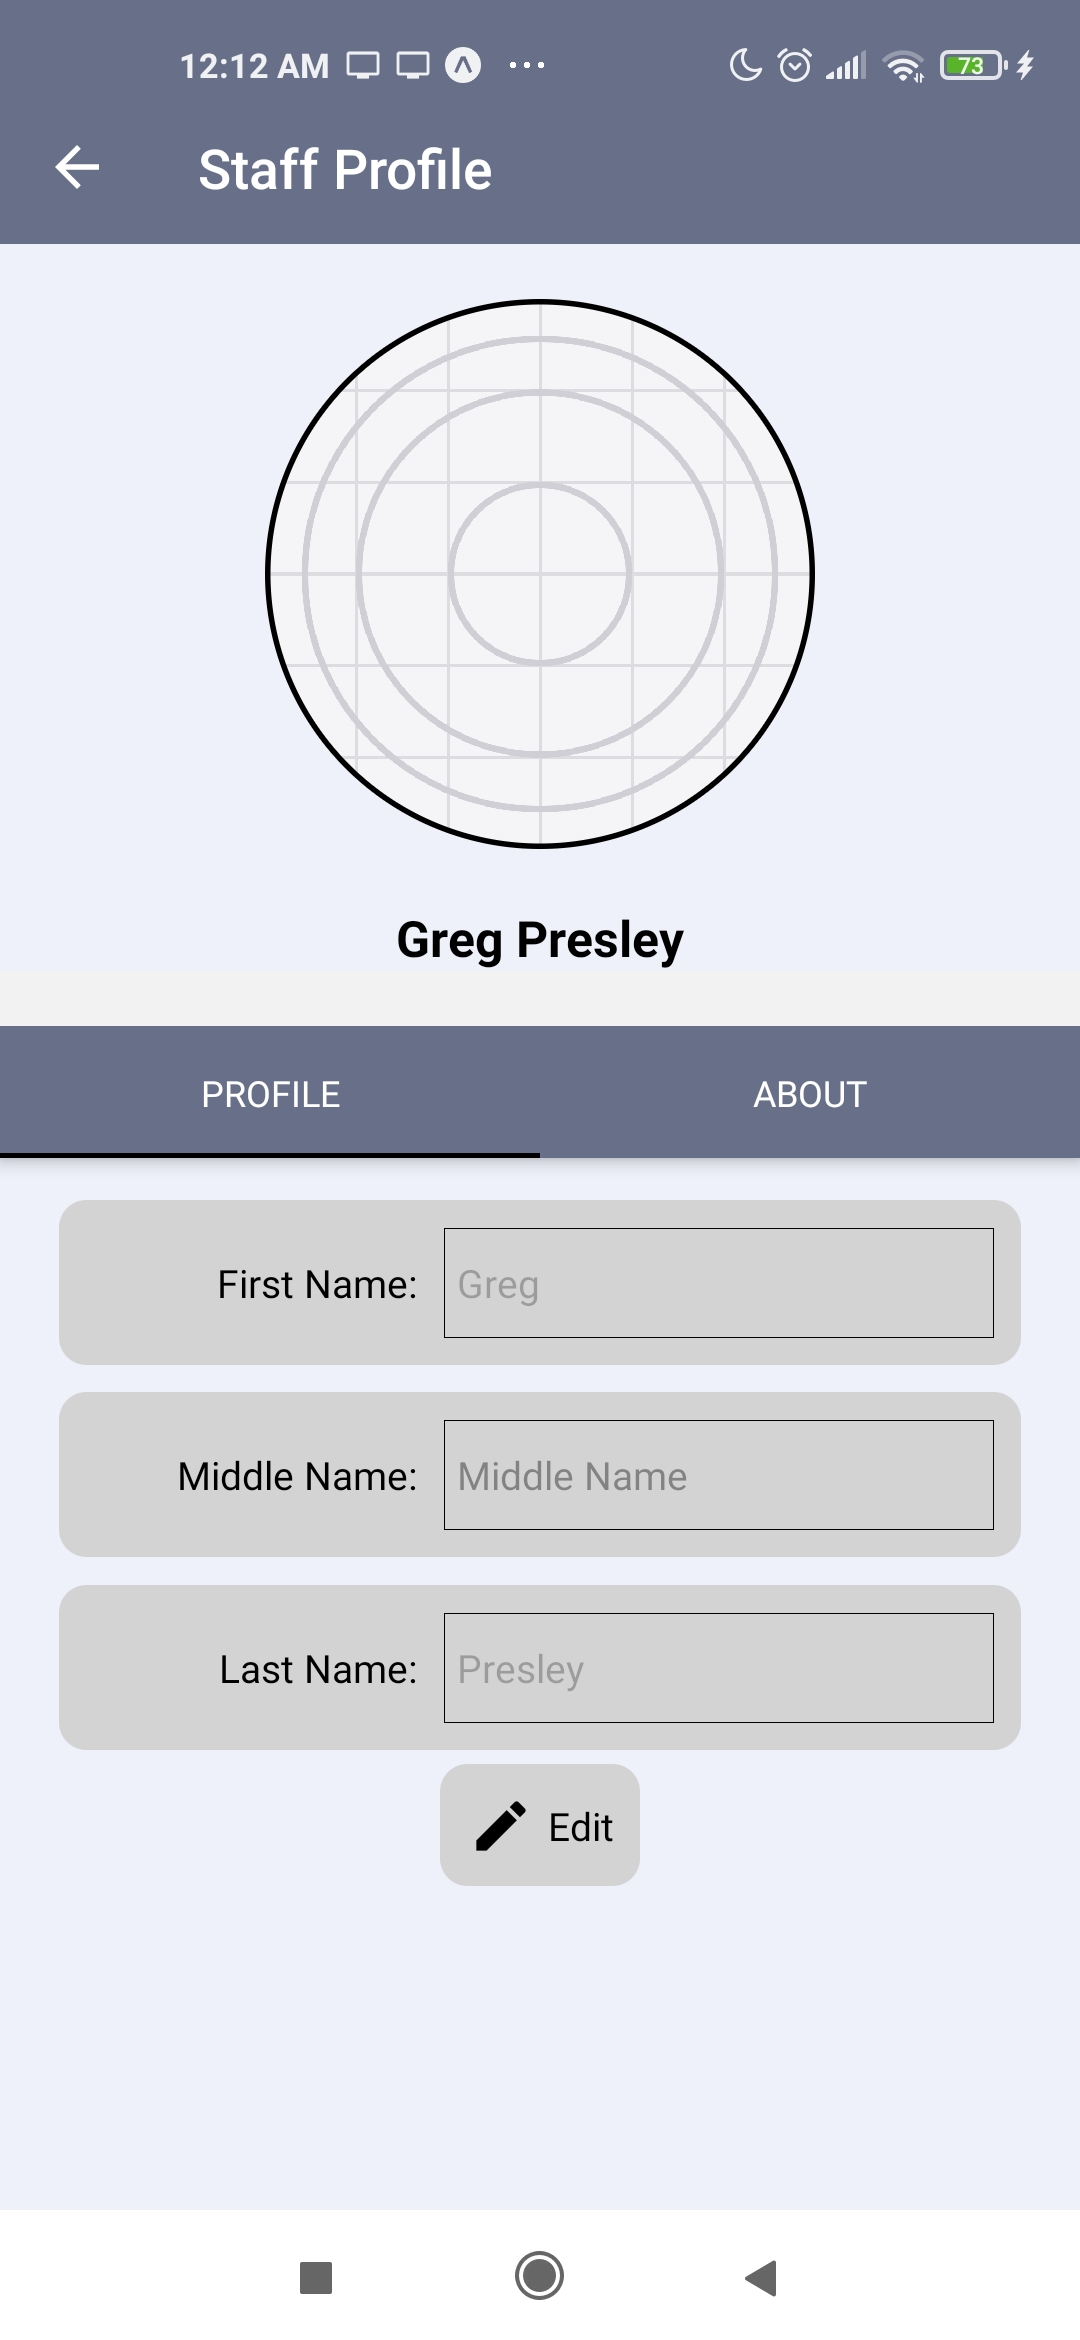 12:12 AM
73
Staff Profile
Greg Presley
PROFILE
ABOUT
First Name: Greg
Middle Name: Middle Name
Last Name: Presley
Edit